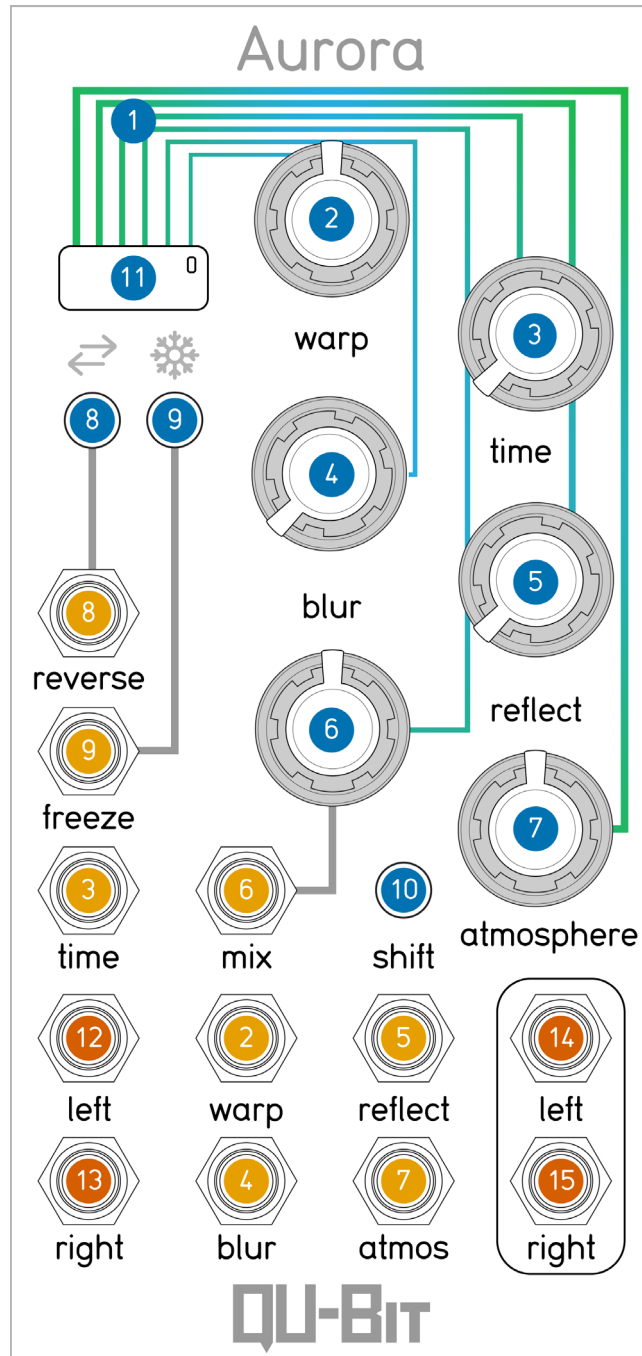 Aurora
1
2
11
warp
3
8 9
time
4
8
blur
5
reverse
reflect
6
9
freeze
7
3 6 10
atmosphere
time mix shift
12 2 5 14
left warp reflect left
13 4 7 15
right blur atmos right
QU-BIT